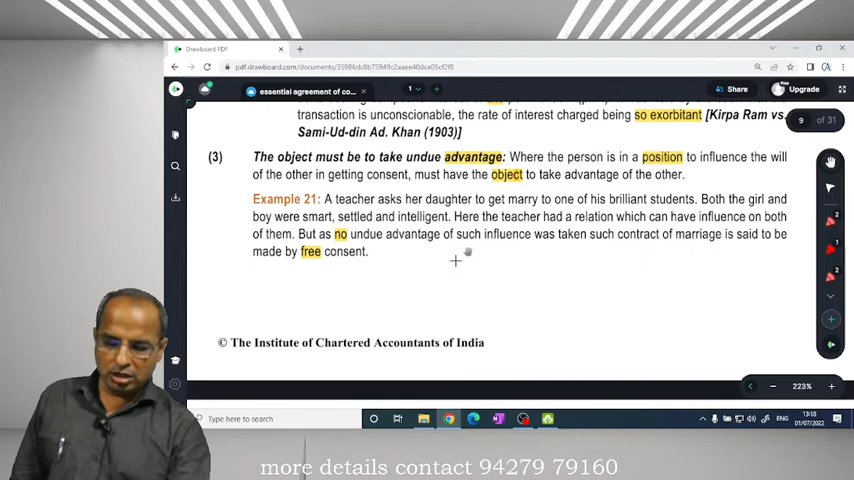 Drawboard PDF
pdf.drawboard.com/documents/35986dc8b75949c2aaee40dce05cf2f8
essential agreement of co...
1
Share
Upgrade
9 of 31
transaction is unconscionable, the rate of interest charged being so exorbitant [Kirpa Ram vs.
Sami-Ud-din Ad. Khan (1903)]
(3) The object must be to take undue advantage: Where the person is in a position to influence the will
of the other in getting consent, must have the object to take advantage of the other.
Example 21: A teacher asks her daughter to get marry to one of his brilliant students. Both the girl and
boy were smart, settled and intelligent. Here the teacher had a relation which can have influence on both
of them. But as no undue advantage of such influence was taken such contract of marriage is said to be
made by free consent.
© The Institute of Chartered Accountants of India
223%
Type here to search
ENG
13:18
01/07/2022
more details contact 94279 79160